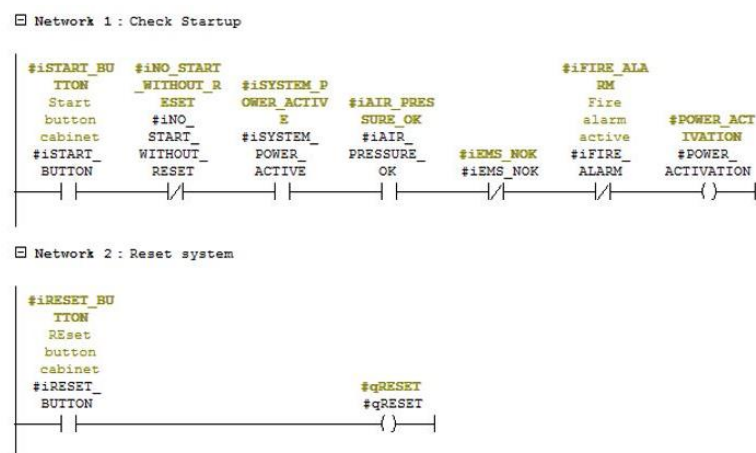 Network 1 : Check Startup
#iSTART_BU #iNO_START #iFIRE_ALA
TTON _WITHOUT_R #iSYSTEM_P RM
Start ESET OWER_ACTIV #iAIR_PRES Fire
button #iNO_ E SURE_OK alarm #POWER_ACT
cabinet START_ #iSYSTEM_ #iAIR_ active IVATION
#iSTART_ WITHOUT_ POWER_ PRESSURE_ #iEMS_NOK #iFIRE_ #POWER_
BUTTON RESET ACTIVE OK #iEMS_NOK ALARM ACTIVATION
Network 2 : Reset system
#iRESET_BU
TTON
REset
button
cabinet
#iRESET_ #qRESET
BUTTON #qRESET